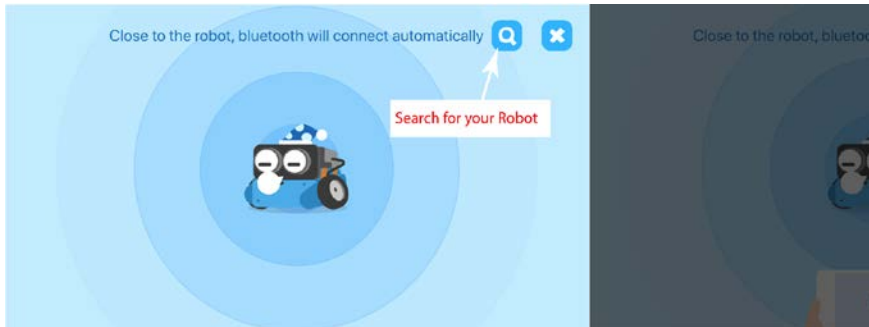 Close to the robot, bluetooth will connect automatically
Search for your Robot
Close to the robot,